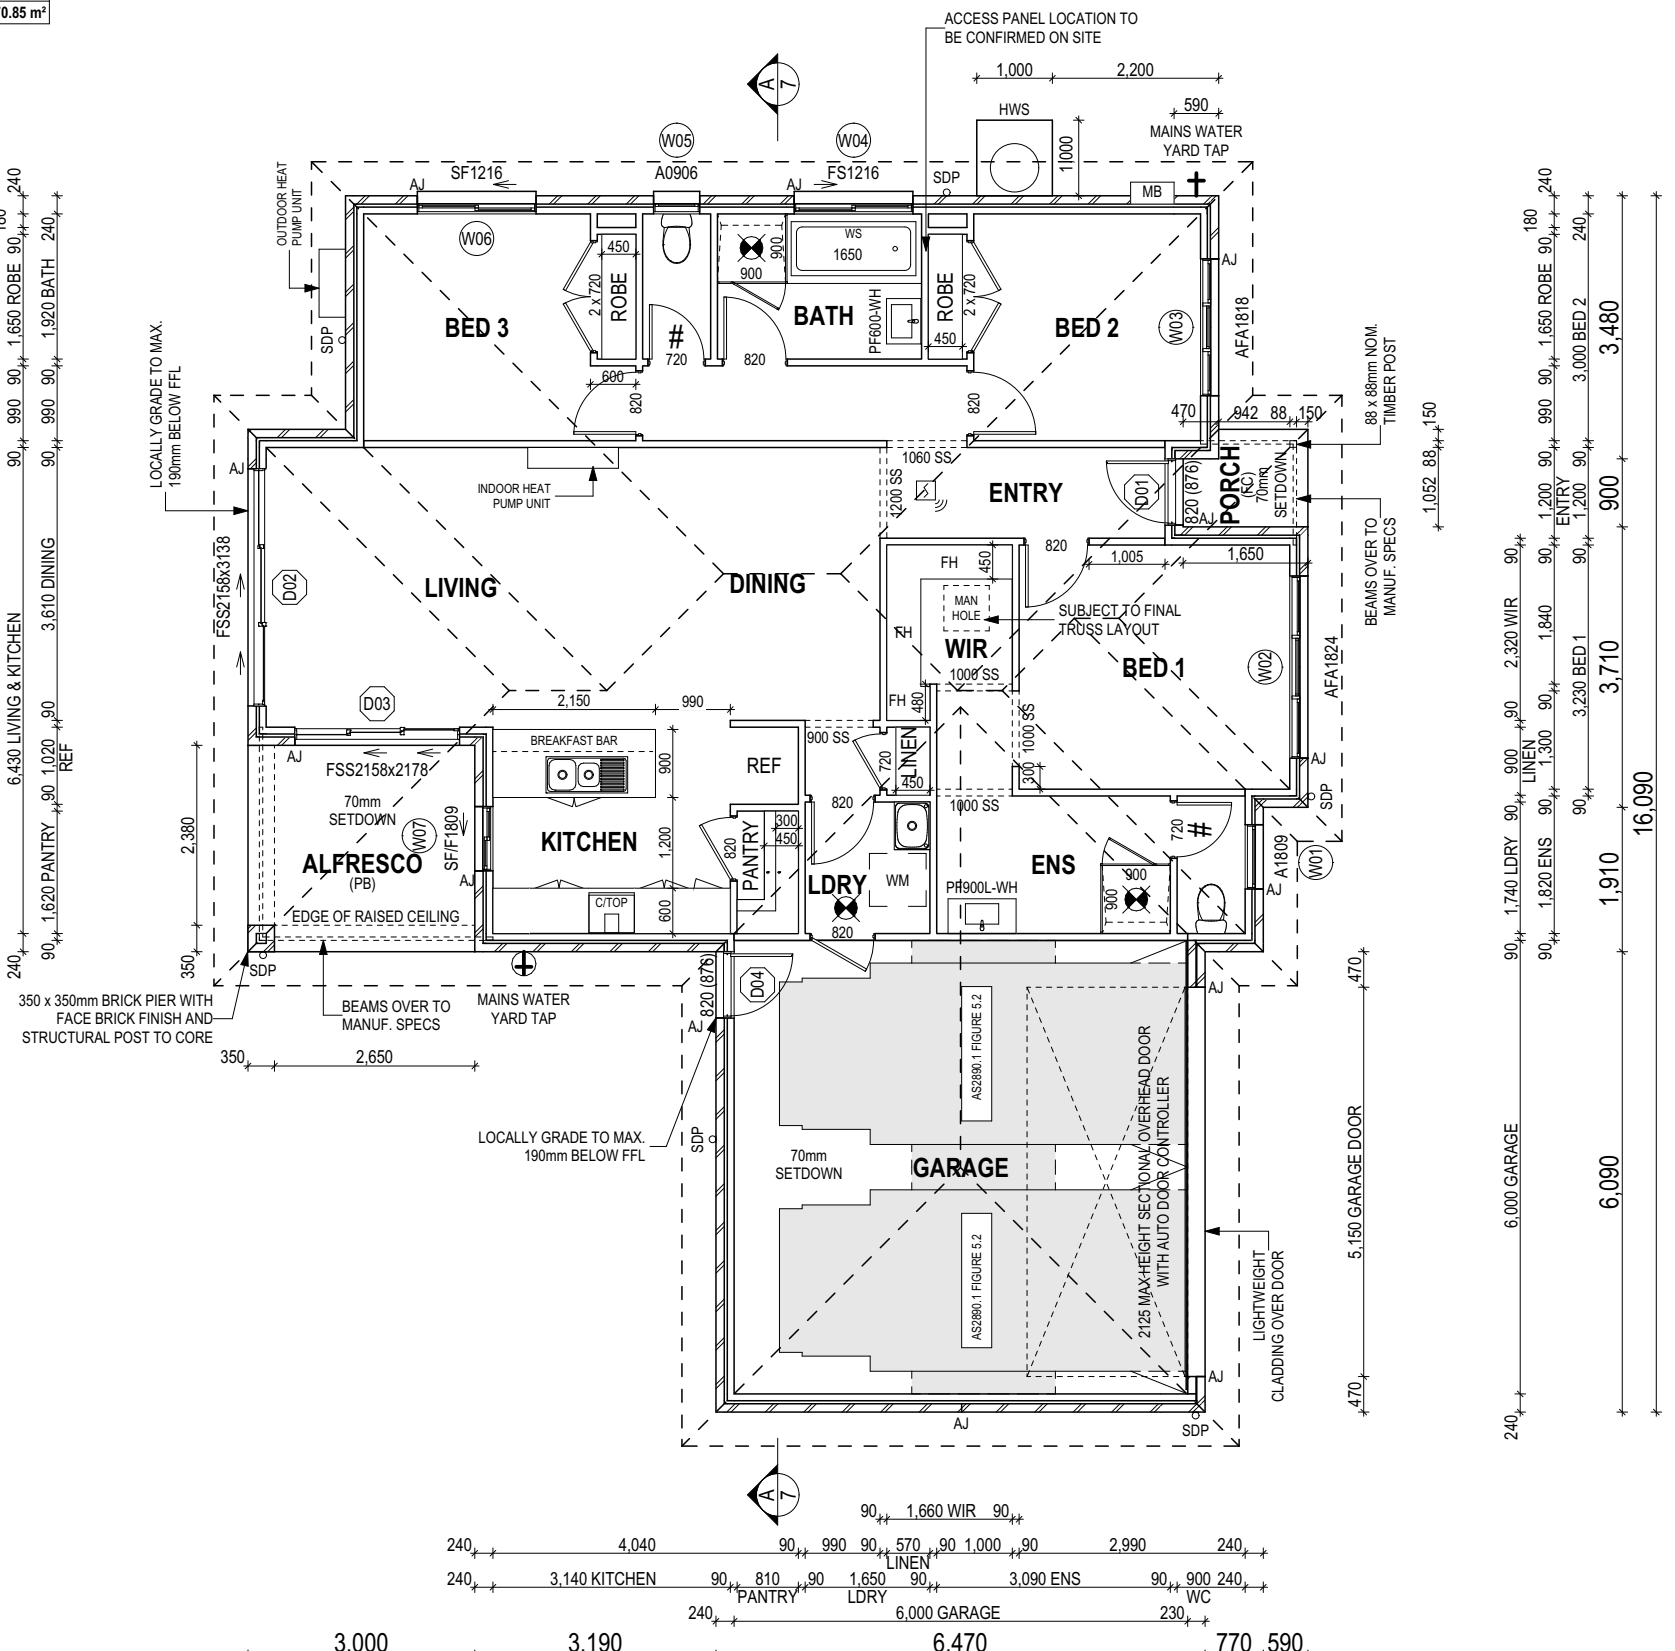 0.85 m²
ACCESS PANEL LOCATION TO
BE CONFIRMED ON SITE
A
7
1,000
2,200
590
HWS
1,000
MAINS WATER
YARD TAP
W05
W04
SF1216
A0906
FS1216
AJ
AJ
SDP
MB
OUTDOOR HEAT
PUMP UNIT
SDP
W06
450
ROBE
2 x 720
BED 3
#
720
900
900
WS
1650
BATH
PF600-WH
820
ROBE
2 x 720
450
BED 2
W03
AJ
AFA1818
600
820
820
470
942
88
150
88 x 88mm NOM.
TIMBER POST
150
88
1,052
LOCALLY GRADE TO MAX.
190mm BELOW FFL
AJ
INDOOR HEAT
PUMP UNIT
1060 SS
1200 SS
ENTRY
D01
820 (876)
PORCH
(FC)
70mm
SETDOWN
AJ
BEAMS OVER TO
MANUF. SPECS
FSS2158x3138
D02
LIVING
DINING
FH
450
820
1,005
1,650
MAN
HOLE
SUBJECT TO FINAL
TRUSS LAYOUT
FH
WIR
1000 SS
BED 1
W02
AFA1824
FH
480
D03
2,150
990
BREAKFAST BAR
900
REF
900 SS
720
LINEN
450
1000 SS
300
1000 SS
AJ
SDP
AJ
FSS2158x2178
70mm
SETDOWN
W07
SF/F1809
AJ
ALFRESCO
(PB)
EDGE OF RAISED CEILING
2,380
350
KITCHEN
1,200
C/TOP
600
820
PANTRY
300
450
820
LDRY
WM
820
ENS
PF900L-WH
900
900
720
#
A1809
W01
AJ
SDP
350 x 350mm BRICK PIER WITH
FACE BRICK FINISH AND
STRUCTURAL POST TO CORE
BEAMS OVER TO
MANUF. SPECS
MAINS WATER
YARD TAP
350
2,650
820 (876)
D04
AJ
LOCALLY GRADE TO MAX.
190mm BELOW FFL
SDP
70mm
SETDOWN
GARAGE
AS2890.1 FIGURE 5.2
AS2890.1 FIGURE 5.2
2125 MAX HEIGHT SECTIONAL OVERHEAD DOOR
WITH AUTO DOOR CONTROLLER
LIGHTWEIGHT
CLADDING OVER DOOR
AJ
AJ
AJ
SDP
470
5,150 GARAGE DOOR
470
A
7
240
180
90
1,650 ROBE
90
990
90
6,430 LIVING & KITCHEN
240
240
1,920 BATH
90
990
90
3,610 DINING
90
1,020
REF
90
1,620 PANTRY
90
90
2,320 WIR
90
900
LINEN
90
1,740 LDRY
90
6,000 GARAGE
240
240
180
90
1,650 ROBE
90
990
90
1,200
ENTRY
90
1,840
90
1,300
90
1,820 ENS
90
240
3,000 BED 2
90
1,200
90
3,230 BED 1
90
3,480
900
3,710
1,910
6,090
16,090
90
1,660 WIR
90
240
4,040
90
990
90
570
LINEN
90
1,000
90
2,990
240
240
3,140 KITCHEN
90
810
PANTRY
90
1,650
LDRY
90
3,090 ENS
90
900
WC
240
240
6,000 GARAGE
230
3,000
3,190
6,470
770
590